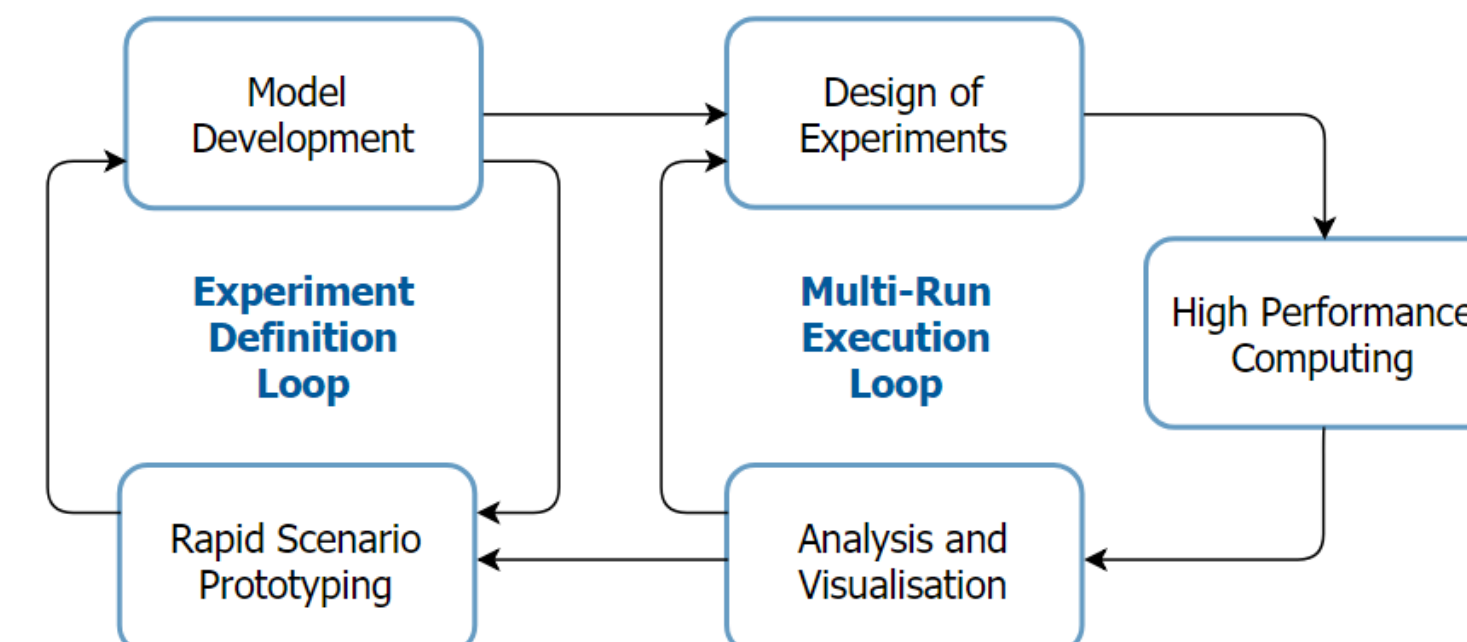 Model
Development
Design of
Experiments
Experiment
Definition
Loop
Multi-Run
Execution
Loop
High Performance
Computing
Rapid Scenario
Prototyping
Analysis and
Visualisation